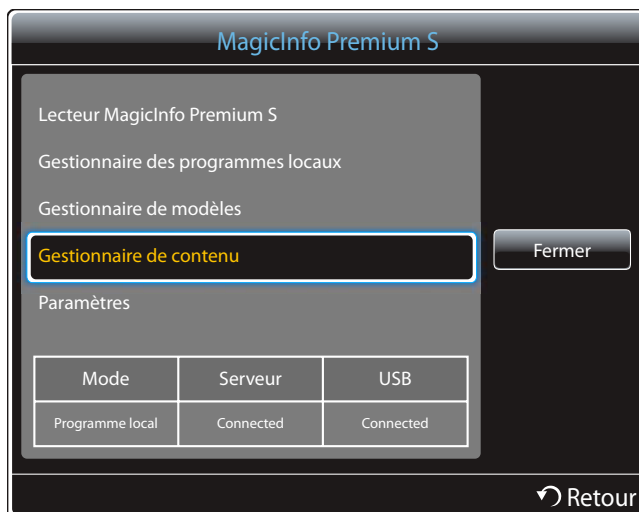 MagicInfo Premium S
Lecteur MagicInfo Premium S
Gestionnaire des programmes locaux
Gestionnaire de modèles
Gestionnaire de contenu
Fermer
Paramètres
Mode Serveur USB
Programme local Connected Connected
Retour